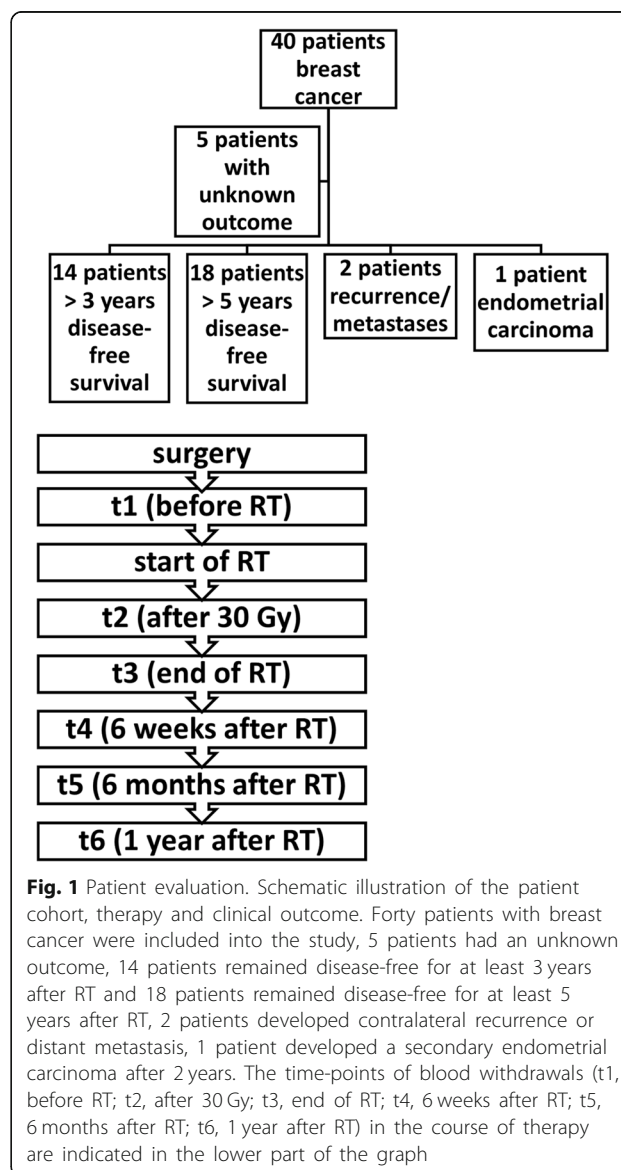 40 patients
breast
cancer
5 patients
with
unknown
outcome
14 patients
> 3 years
disease-
free
survival
18 patients
> 5 years
disease-
free
survival
2 patients
recurrence/
metastases
1 patient
endometrial
carcinoma
surgery
t1 (before RT)
start of RT
t2 (after 30 Gy)
t3 (end of RT)
t4 (6 weeks after RT)
t5 (6 months after RT)
t6 (1 year after RT)
Fig. 1 Patient evaluation. Schematic illustration of the patient
cohort, therapy and clinical outcome. Forty patients with breast
cancer were included into the study, 5 patients had an unknown
outcome, 14 patients remained disease-free for at least 3 years
after RT and 18 patients remained disease-free for at least 5
years after RT, 2 patients developed contralateral recurrence or
distant metastasis, 1 patient developed a secondary endometrial
carcinoma after 2 years. The time-points of blood withdrawals (t1,
before RT; t2, after 30 Gy; t3, end of RT; t4, 6 weeks after RT; t5,
6 months after RT; t6, 1 year after RT) in the course of therapy
are indicated in the lower part of the graph